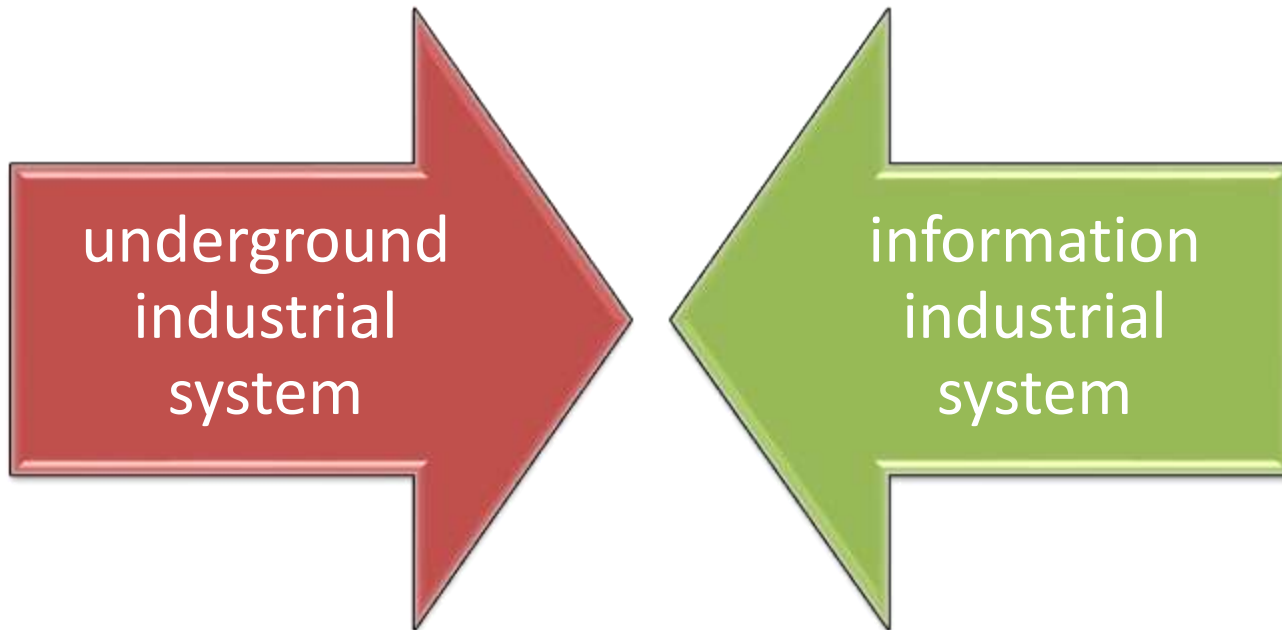 underground
industrial
system
information
industrial
system